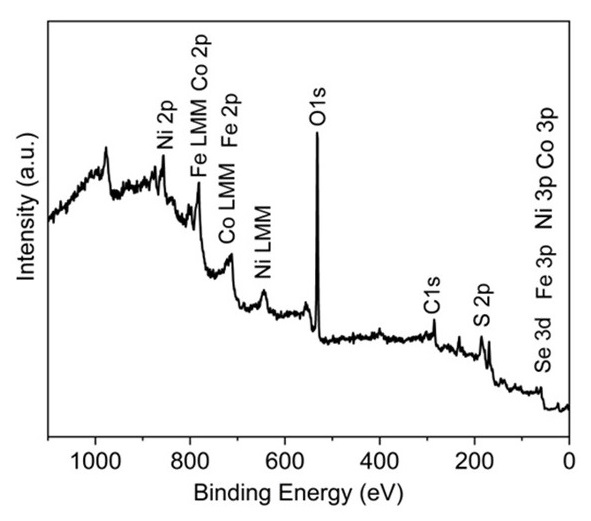 Intensity (a.u.)
Ni 2p
Fe LMM Co 2p
Co LMM Fe 2p
Ni LMM
O1s
C1s
S 2p
Se 3d Fe 3p Ni 3p Co 3p
1000 800 600 400 200 0
Binding Energy (eV)